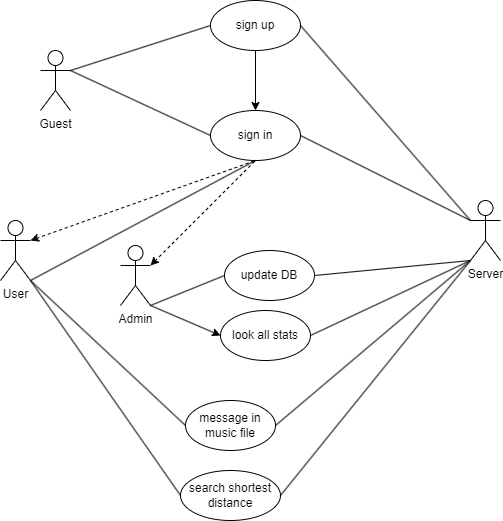 sign up
Guest
sign in
User
Server
update DB
Admin
look all stats
message in
music file
search shortest
distance